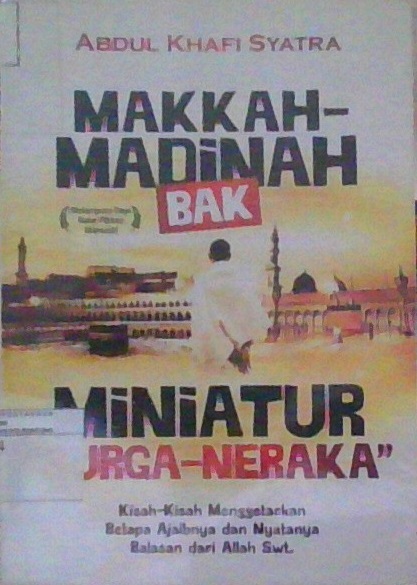 ABDUL KHAFI SYATRA
MAKKAH-
MADINAH
BAK
MINIATUR
URGA-NERAKA"
Kisah-Kisah Menggetarkan
Betapa Ajaibnya dan Nyatanya
Balasan dari Allah Swt.